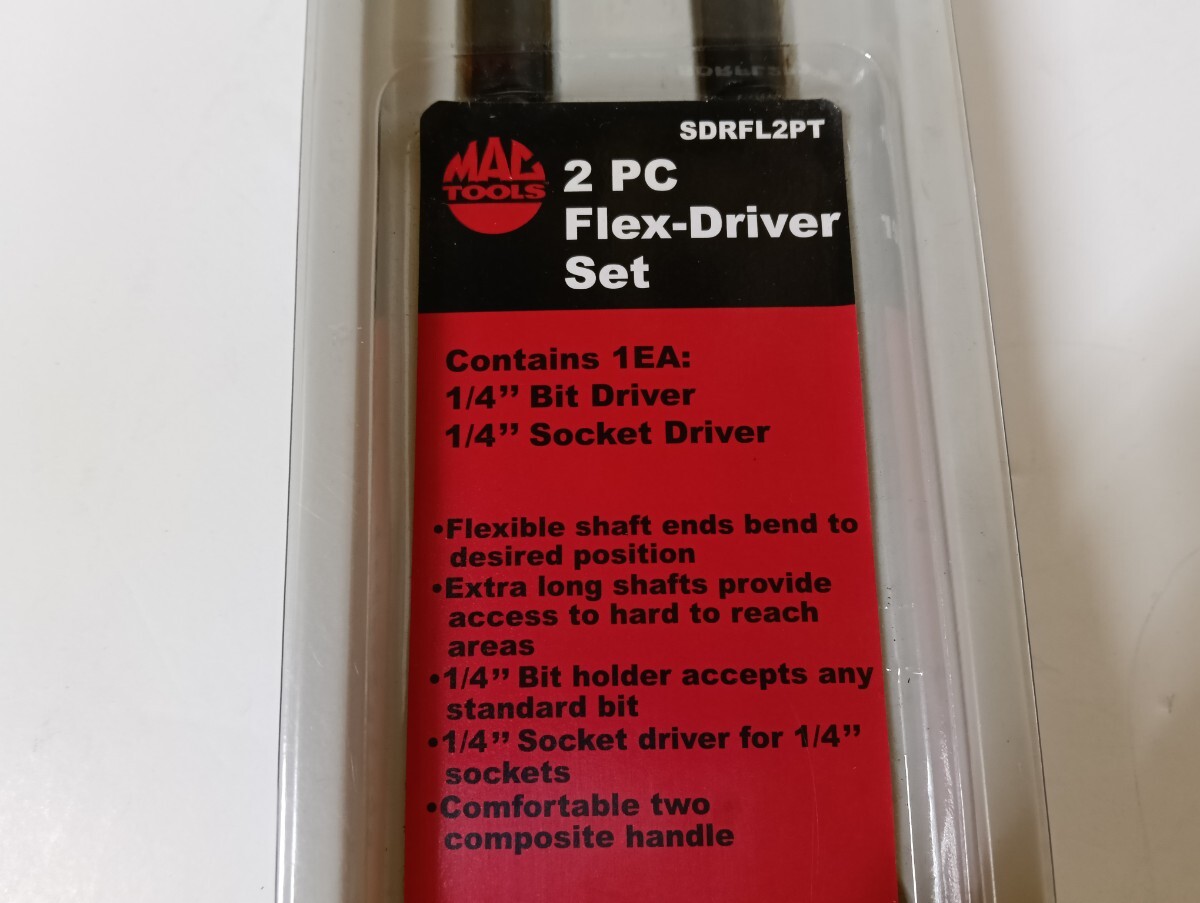 SDRFL2PT
MAC
TOOLS
2 PC
Flex-Driver
Set
Contains 1EA:
1/4” Bit Driver
1/4” Socket Driver
•Flexible shaft ends bend to
desired position
•Extra long shafts provide
access to hard to reach
areas
•1/4” Bit holder accepts any
standard bit
•1/4” Socket driver for 1/4”
sockets
•Comfortable two
composite handle